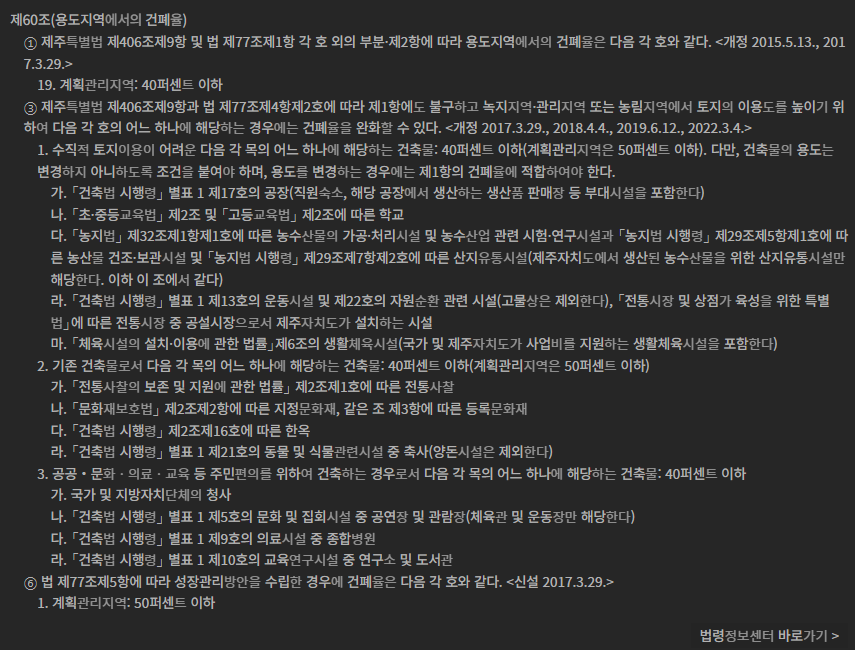 제60조(용도지역에서의 건폐율)
① 제주특별법 제406조제9항 및 법 제77조제1항 각 호 외의 부분·제2항에 따라 용도지역에서의 건폐율은 다음 각 호와 같다. <개정 2015.5.13., 201
7.3.29.>
19. 계획관리지역: 40퍼센트 이하
③ 제주특별법 제406조제9항과 법 제77조제4항제2호에 따라 제1항에도 불구하고 녹지지역·관리지역 또는 농림지역에서 토지의 이용도를 높이기 위
하여 다음 각 호의 어느 하나에 해당하는 경우에는 건폐율을 완화할 수 있다. <개정 2017.3.29., 2018.4.4., 2019.6.12., 2022.3.4.>
1. 수직적 토지이용이 어려운 다음 각 목의 어느 하나에 해당하는 건축물: 40퍼센트 이하(계획관리지역은 50퍼센트 이하). 다만, 건축물의 용도는
변경하지 아니하도록 조건을 붙여야 하며, 용도를 변경하는 경우에는 제1항의 건폐율에 적합하여야 한다.
가. 「건축법 시행령」 별표 1 제17호의 공장(직원숙소, 해당 공장에서 생산하는 생산품 판매장 등 부대시설을 포함한다)
나. 「초·중등교육법」 제2조 및 「고등교육법」 제2조에 따른 학교
다. 「농지법」 제32조제1항제1호에 따른 농수산물의 가공·처리시설 및 농수산업 관련 시험·연구시설과 「농지법 시행령」 제29조제5항제1호에 따
른 농산물 건조·보관시설 및 「농지법 시행령」 제29조제7항제2호에 따른 산지유통시설(제주자치도에서 생산된 농수산물을 위한 산지유통시설만
해당한다. 이하 이 조에서 같다)
라. 「건축법 시행령」 별표 1 제13호의 운동시설 및 제22호의 자원순환 관련 시설(고물상은 제외한다), 「전통시장 및 상점가 육성을 위한 특별
법」에 따른 전통시장 중 공설시장으로서 제주자치도가 설치하는 시설
마. 「체육시설의 설치·이용에 관한 법률」제6조의 생활체육시설(국가 및 제주자치도가 사업비를 지원하는 생활체육시설을 포함한다)
2. 기존 건축물로서 다음 각 목의 어느 하나에 해당하는 건축물: 40퍼센트 이하(계획관리지역은 50퍼센트 이하)
가. 「전통사찰의 보존 및 지원에 관한 법률」 제2조제1호에 따른 전통사찰
나. 「문화재보호법」 제2조제2항에 따른 지정문화재, 같은 조 제3항에 따른 등록문화재
다. 「건축법 시행령」 제2조제16호에 따른 한옥
라. 「건축법 시행령」 별표 1 제21호의 동물 및 식물관련시설 중 축사(양돈시설은 제외한다)
3. 공공·문화·의료·교육 등 주민편의를 위하여 건축하는 경우로서 다음 각 목의 어느 하나에 해당하는 건축물: 40퍼센트 이하
가. 국가 및 지방자치단체의 청사
나. 「건축법 시행령」 별표 1 제5호의 문화 및 집회시설 중 공연장 및 관람장(체육관 및 운동장만 해당한다)
다. 「건축법 시행령」 별표 1 제9호의 의료시설 중 종합병원
라. 「건축법 시행령」 별표 1 제10호의 교육연구시설 중 연구소 및 도서관
⑥ 법 제77조제5항에 따라 성장관리방안을 수립한 경우에 건폐율은 다음 각 호와 같다. <신설 2017.3.29.>
1. 계획관리지역: 50퍼센트 이하
법령정보센터 바로가기 >